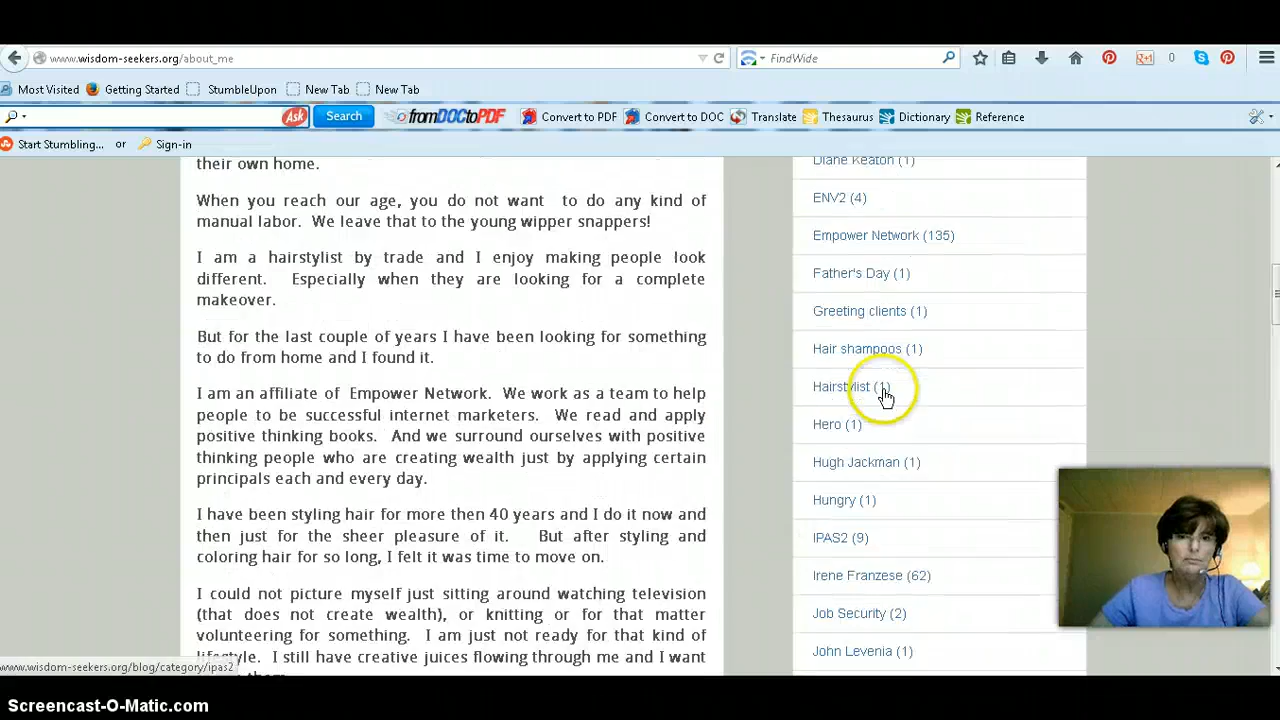 www.wisdom-seekers.org/about_me
FindWide
0
Most Visited
Getting Started
StumbleUpon
New Tab
New Tab
Ask
Search
fromDOCtoPDF
Convert to PDF
Convert to DOC
Translate
Thesaurus
Dictionary
Reference
Start Stumbling...
or
Sign-in
their own home.
When you reach our age, you do not want to do any kind of
manual labor. We leave that to the young wipper snappers!
I am a hairstylist by trade and I enjoy making people look
different. Especially when they are looking for a complete
makeover.
But for the last couple of years I have been looking for something
to do from home and I found it.
I am an affiliate of Empower Network. We work as a team to help
people to be successful internet marketers. We read and apply
positive thinking books. And we surround ourselves with positive
thinking people who are creating wealth just by applying certain
principals each and every day.
I have been styling hair for more then 40 years and I do it now and
then just for the sheer pleasure of it. But after styling and
coloring hair for so long, I felt it was time to move on.
I could not picture myself just sitting around watching television
(that does not create wealth), or knitting or for that matter
volunteering for something. I am just not ready for that kind of
lifestyle. I still have creative juices flowing through me and I want
Diane Keaton (1)
ENV2 (4)
Empower Network (135)
Father's Day (1)
Greeting clients (1)
Hair shampoos (1)
Hairstylist (1)
Hero (1)
Hugh Jackman (1)
Hungry (1)
IPAS2 (9)
Irene Franzese (62)
Job Security (2)
John Levenia (1)
www.wisdom-seekers.org/blog/category/ipas2
Screencast-O-Matic.com